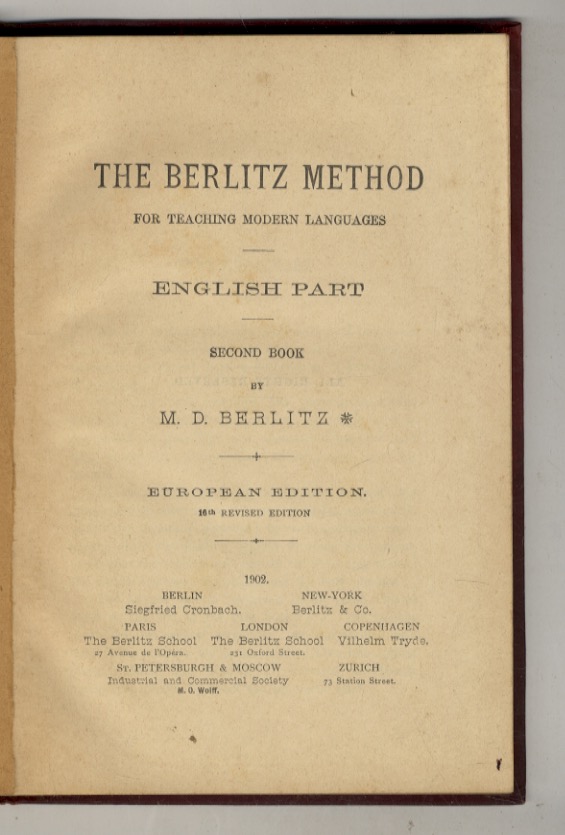 THE BERLITZ METHOD
FOR TEACHING MODERN LANGUAGES
ENGLISH PART
SECOND BOOK
BY
M. D. BERLITZ
EUROPEAN EDITION.
16th REVISED EDITION
1902.
BERLIN NEW-YORK
Siegfried Cronbach. Berlitz & Co.
PARIS LONDON COPENHAGEN
The Berlitz School The Berlitz School Vilhelm Tryde.
27 Avenue de l'Opéra. 231 Oxford Street.
ST. PETERSBURGH & MOSCOW ZURICH
Industrial and Commercial Society 73 Station Street.
M. O. Wolff.